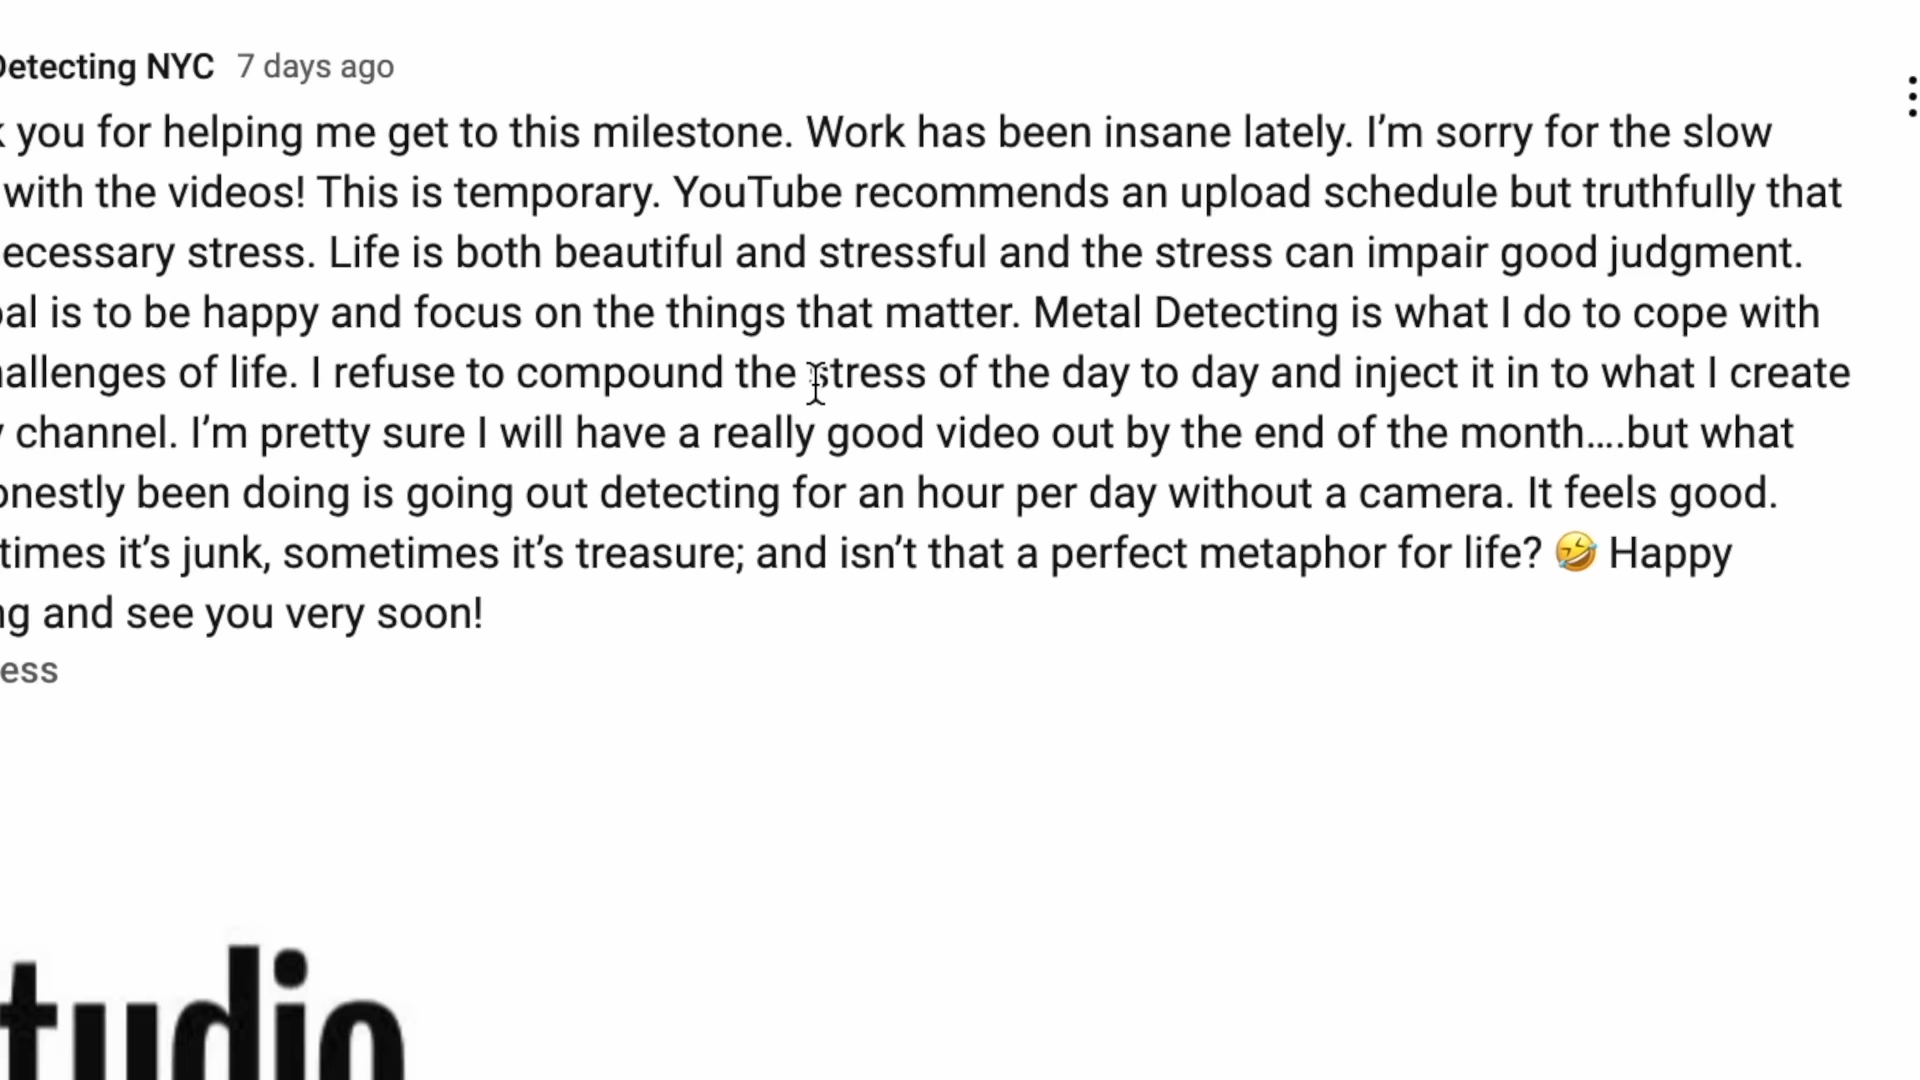 Detecting NYC 7 days ago
you for helping me get to this milestone. Work has been insane lately. I’m sorry for the slow
with the videos! This is temporary. YouTube recommends an upload schedule but truthfully that
ecessary stress. Life is both beautiful and stressful and the stress can impair good judgment.
al is to be happy and focus on the things that matter. Metal Detecting is what I do to cope with
allenges of life. I refuse to compound the stress of the day to day and inject it in to what I create
channel. I’m pretty sure I will have a really good video out by the end of the month....but what
onestly been doing is going out detecting for an hour per day without a camera. It feels good.
times it’s junk, sometimes it’s treasure; and isn’t that a perfect metaphor for life? 🤣 Happy
ng and see you very soon!
ess
tudio